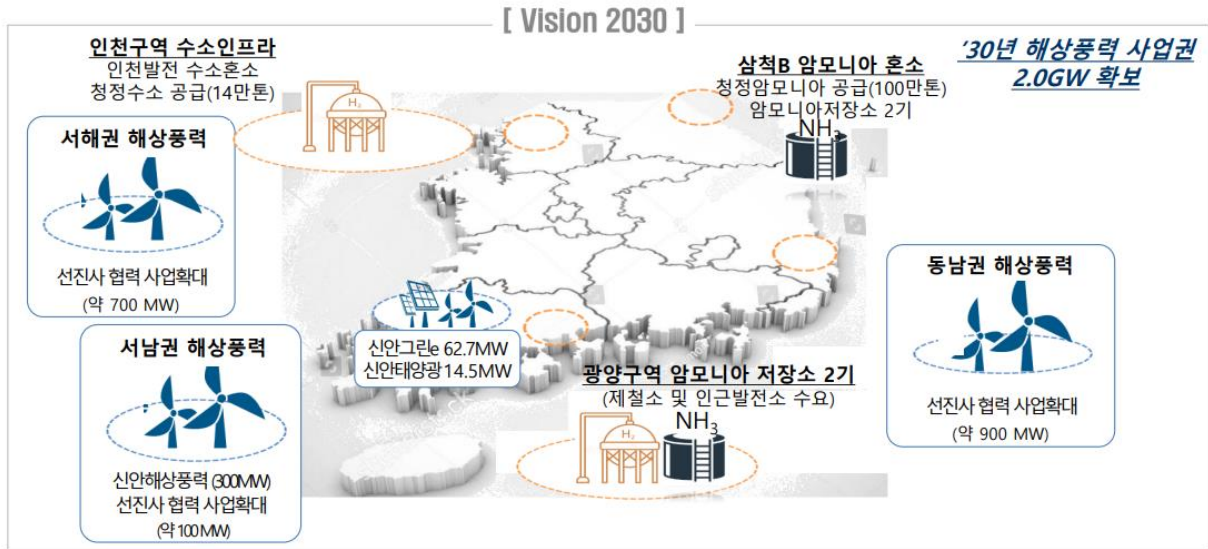 [ Vision 2030 ]
인천구역 수소인프라
인천발전 수소혼소
청정수소 공급(14만톤)
H₂
삼척B 암모니아 혼소
청정암모니아 공급(100만톤)
암모니아저장소 2기
NH₃
'30년 해상풍력 사업권
2.0GW 확보
서해권 해상풍력
선진사 협력 사업확대
(약 700 MW)
서남권 해상풍력
신안해상풍력 (300MW)
선진사 협력 사업확대
(약 100 MW)
신안그린e 62.7MW
신안태양광 14.5MW
광양구역 암모니아 저장소 2기
(제철소 및 인근발전소 수요)
H₂
NH₃
동남권 해상풍력
선진사 협력 사업확대
(약 900 MW)